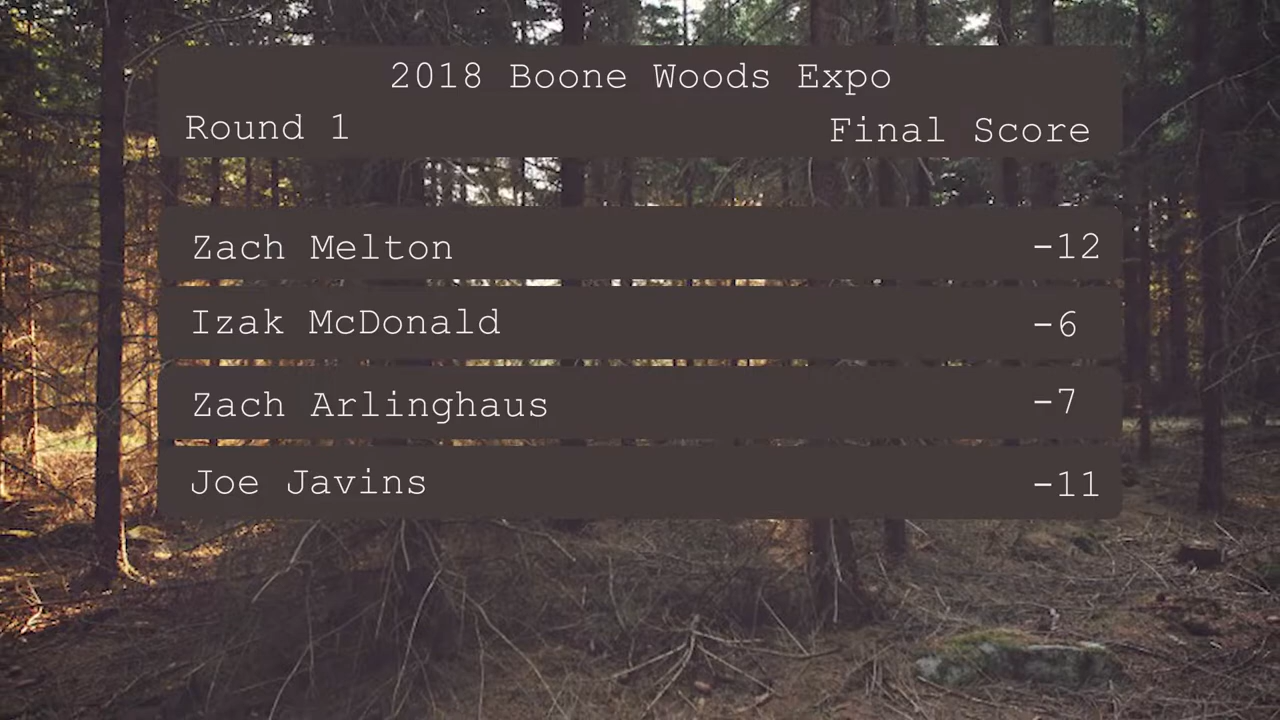 2018 Boone Woods Expo
Round 1 Final Score
Zach Melton -12
Izak McDonald -6
Zach Arlinghaus -7
Joe Javins -11